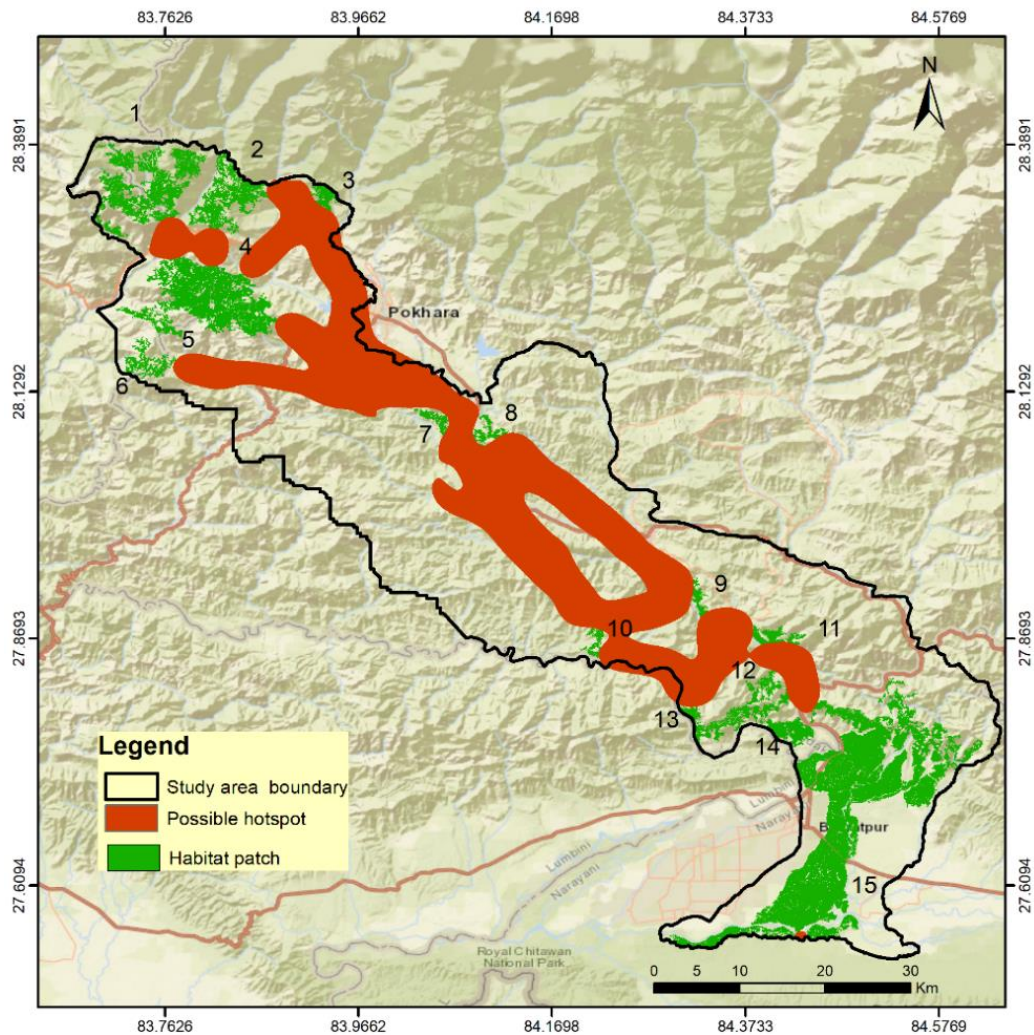 83.7626 83.9662 84.1698 84.3733 84.5769
N
28.3891 28.3891
1
2
3
4
Pokhara
5
6
28.1292 28.1292
7
8
9
27.8693 27.8693
10
11
12
13
14
Legend
Study area boundary
Possible hotspot
Habitat patch
Lumbini
Narayani
Lumbini
Narayani
15
27.6094 27.6094
Royal Chitawan
National Park
0 5 10 20 30
Km
83.7626 83.9662 84.1698 84.3733 84.5769